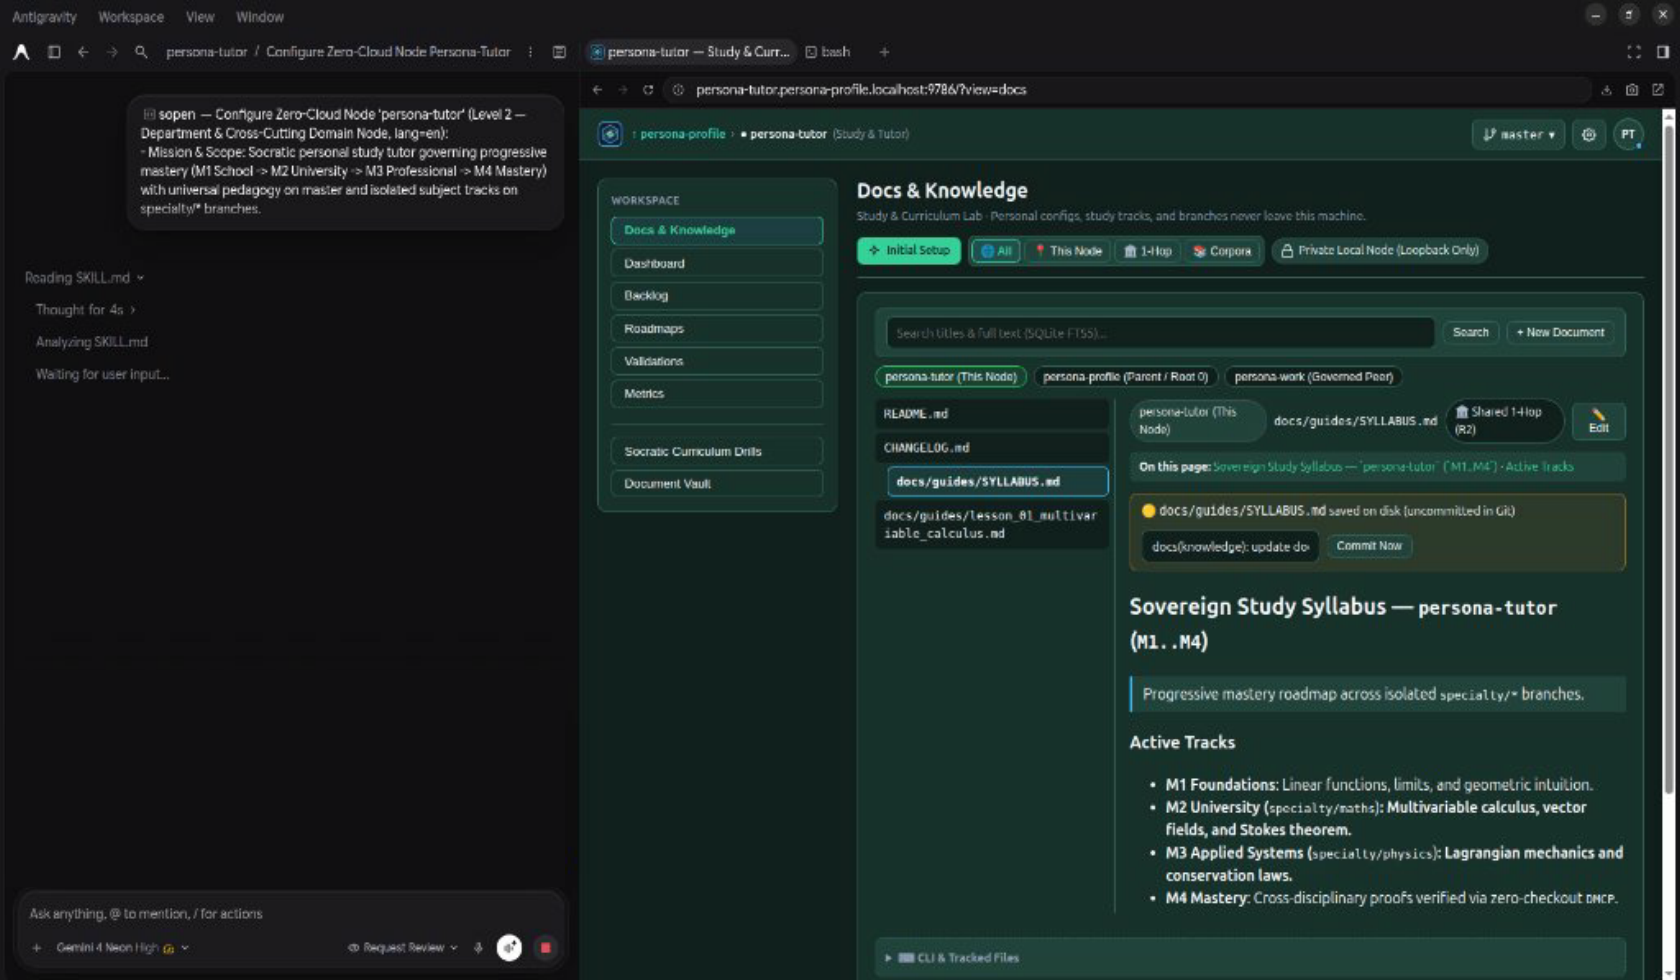 Antigravity Workspace View Window
persona-tutor / Configure Zero-Cloud Node Persona-Tutor
sopen — Configure Zero-Cloud Node 'persona-tutor' (Level 2 —
Department & Cross-Cutting Domain Node, lang=en):
- Mission & Scope: Socratic personal study tutor governing progressive
mastery (M1 School -> M2 University -> M3 Professional -> M4 Mastery)
with universal pedagogy on master and isolated subject tracks on
specialty/* branches.
Reading SKILL.md
Thought for 4s
Analyzing SKILL.md
Waiting for user input...
Ask anything, @ to mention, / for actions
Gemini 4 Neon High
Request Review
persona-tutor — Study & Curr...
bash
persona-tutor.persona-profile.localhost:9786/?view=docs
↑ persona-profile › • persona-tutor (Study & Tutor)
master ▾
PT
WORKSPACE
Docs & Knowledge
Dashboard
Backlog
Roadmaps
Validations
Metrics
Socratic Curriculum Drills
Document Vault
Docs & Knowledge
Study & Curriculum Lab · Personal configs, study tracks, and branches never leave this machine.
Initial Setup
All
This Node
1-Hop
Corpora
Private Local Node (Loopback Only)
Search titles & full text (SQLite FTS5)...
Search
+ New Document
persona-tutor (This Node)
persona-profile (Parent / Root 0)
persona-work (Governed Peer)
README.md
CHANGELOG.md
docs/guides/SYLLABUS.md
docs/guides/lesson_01_multivar
iable_calculus.md
persona-tutor (This
Node)
docs/guides/SYLLABUS.md
Shared 1-Hop
(R2)
Edit
On this page: Sovereign Study Syllabus — `persona-tutor` (`M1..M4`) · Active Tracks
docs/guides/SYLLABUS.md saved on disk (uncommitted in Git)
docs(knowledge): update do
Commit Now
Sovereign Study Syllabus — persona-tutor
(M1..M4)
Progressive mastery roadmap across isolated specialty/* branches.
Active Tracks
• M1 Foundations: Linear functions, limits, and geometric intuition.
• M2 University (specialty/maths): Multivariable calculus, vector
fields, and Stokes theorem.
• M3 Applied Systems (specialty/physics): Lagrangian mechanics and
conservation laws.
• M4 Mastery: Cross-disciplinary proofs verified via zero-checkout DMCP.
CLI & Tracked Files